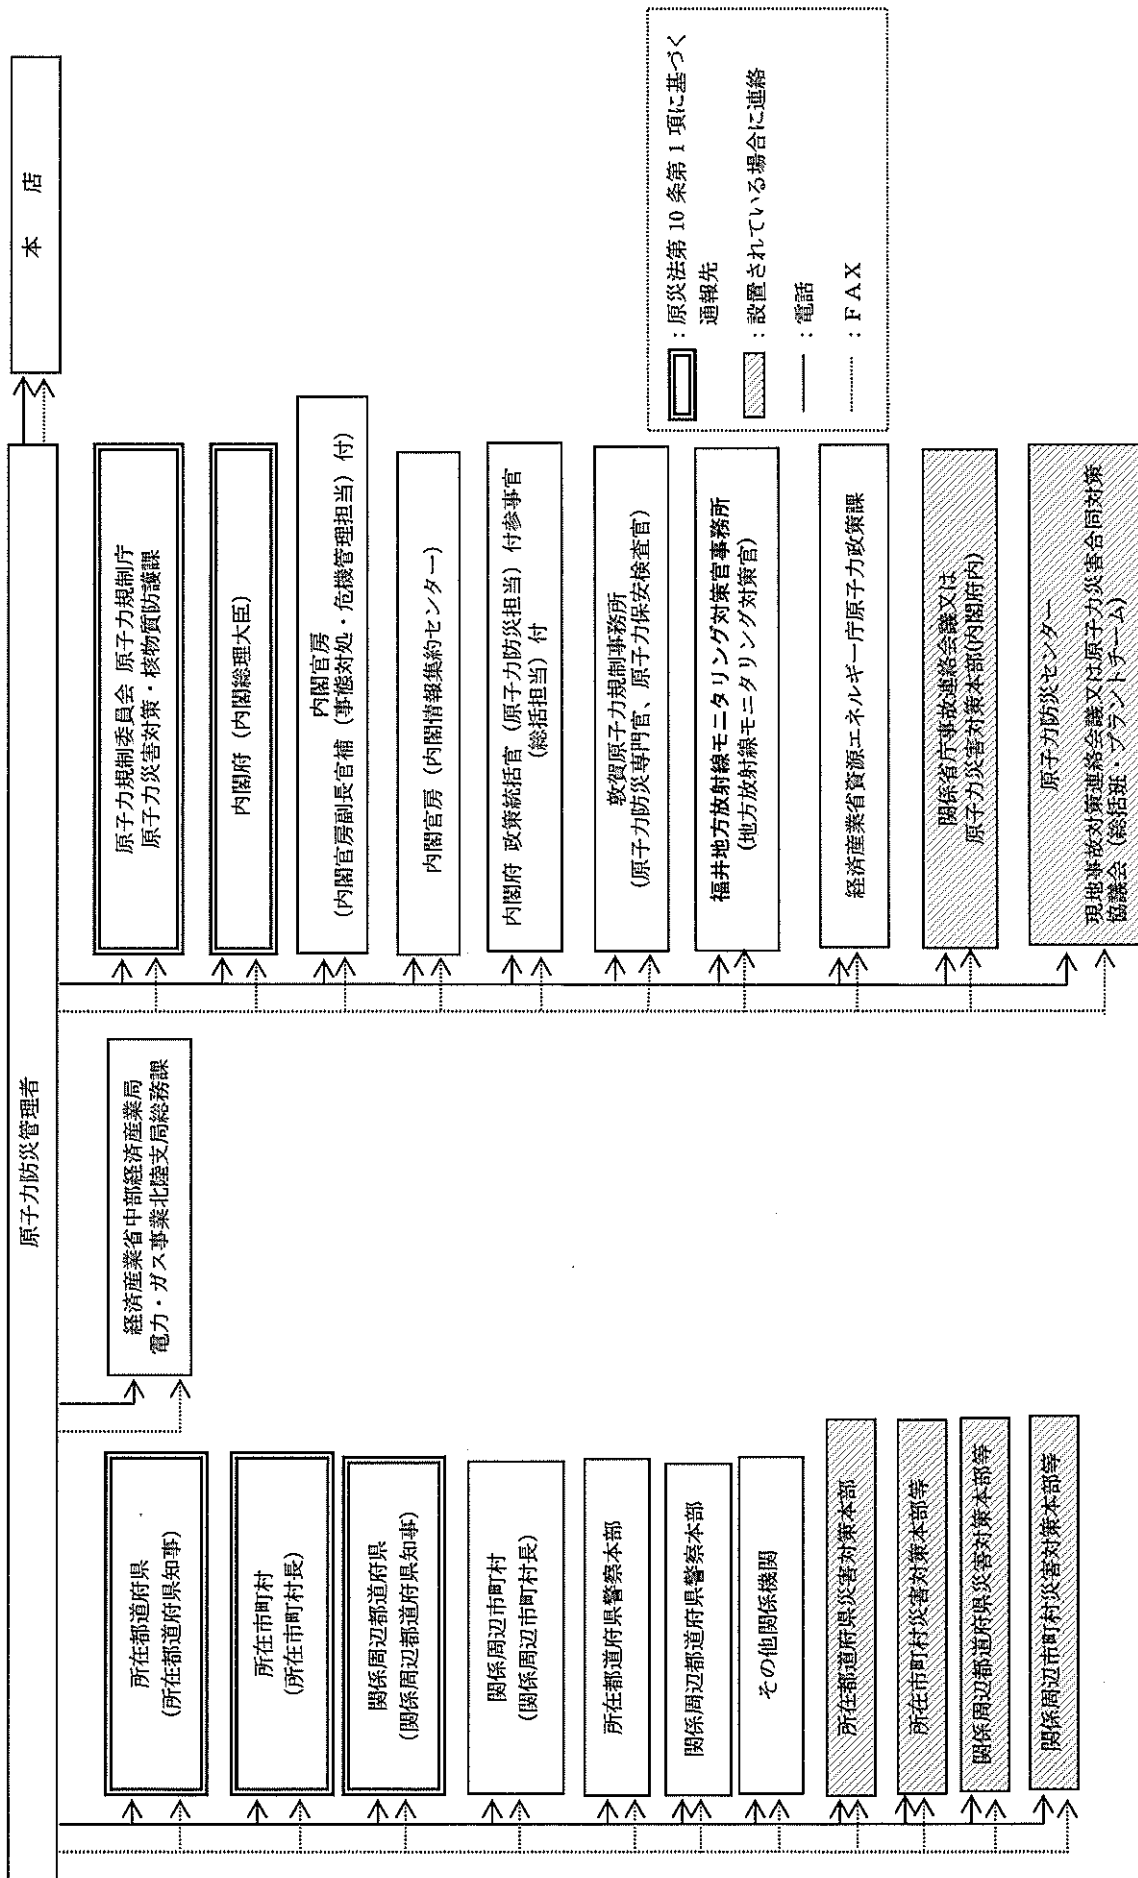 原子力防災管理者
本　店
所在都道府県
(所在都道府県知事)
所在市町村
(所在市町村長)
関係周辺都道府県
(関係周辺都道府県知事)
関係周辺市町村
(関係周辺市町村長)
所在都道府県警察本部
関係周辺都道府県警察本部
その他関係機関
所在都道府県災害対策本部
所在市町村災害対策本部等
関係周辺都道府県災害対策本部等
関係周辺市町村災害対策本部等
経済産業省中部経済産業局
電力・ガス事業北陸支局総務課
原子力規制委員会 原子力規制庁
原子力災害対策・核物質防護課
内閣府 (内閣総理大臣)
内閣官房
(内閣官房副長官補 (事態対処・危機管理担当) 付)
内閣官房 (内閣情報集約センター)
内閣府 政策統括官 (原子力防災担当) 付参事官
(総括担当) 付
敦賀原子力規制事務所
(原子力防災専門官、原子力保安検査官)
福井地方放射線モニタリング対策官事務所
(地方放射線モニタリング対策官)
経済産業省資源エネルギー庁原子力政策課
関係省庁事故連絡会議又は
原子力災害対策本部(内閣府内)
原子力防災センター
現地事故対策連絡会議又は原子力災害合同対策
協議会 (総括班・プラントチーム)
: 原災法第 10 条第 1 項に基づく
通報先
: 設置されている場合に連絡
: 電話
: FAX